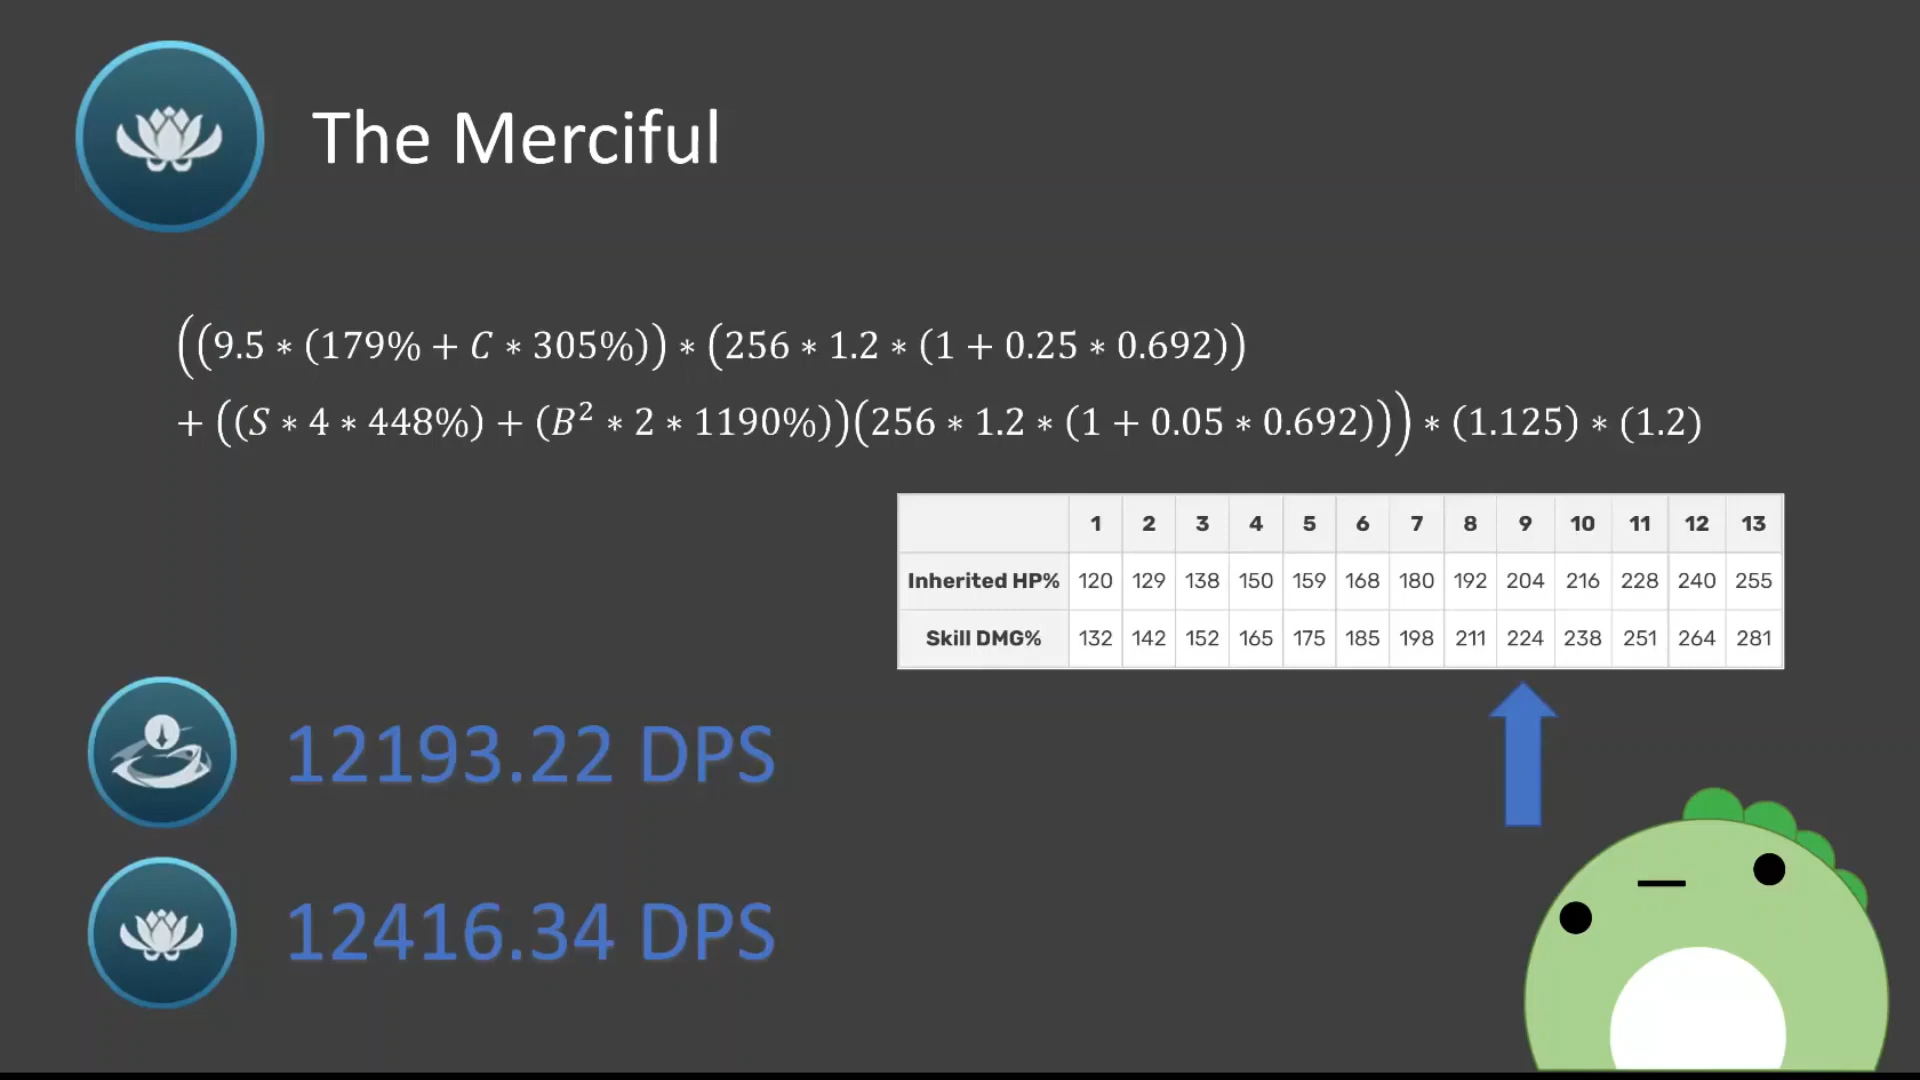 The Merciful
((9.5 ∗ (179% + C ∗ 305%)) ∗ (256 ∗ 1.2 ∗ (1 + 0.25 ∗ 0.692))
+ ((S ∗ 4 ∗ 448%) + (B² ∗ 2 ∗ 1190%))(256 ∗ 1.2 ∗ (1 + 0.05 ∗ 0.692))) ∗ (1.125) ∗ (1.2)
1 2 3 4 5 6 7 8 9 10 11 12 13
Inherited HP% 120 129 138 150 159 168 180 192 204 216 228 240 255
Skill DMG% 132 142 152 165 175 185 198 211 224 238 251 264 281
12193.22 DPS
12416.34 DPS